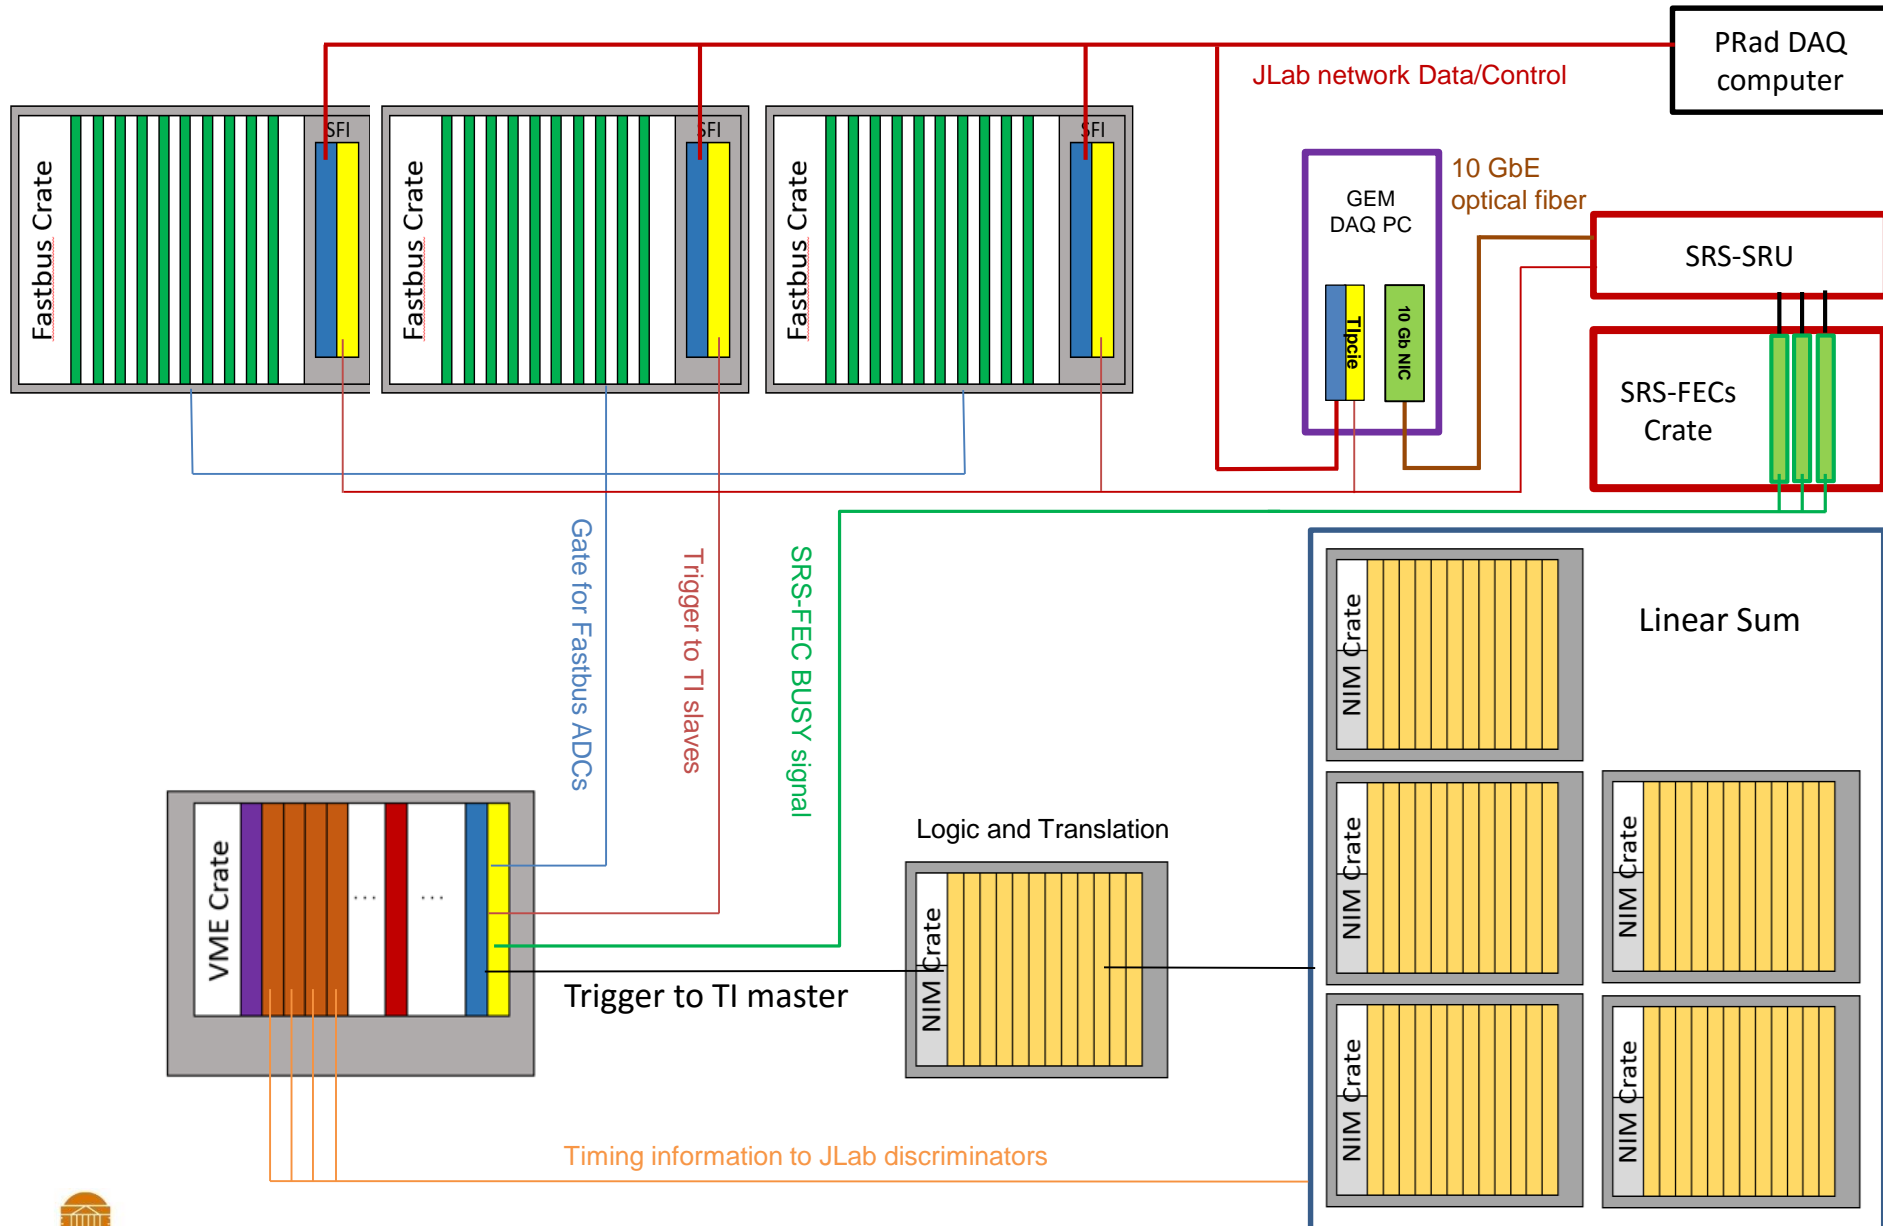 PRad DAQ
computer
JLab network Data/Control
SFI
SFI
SFI
Fastbus Crate
Fastbus Crate
Fastbus Crate
10 GbE
optical fiber
GEM
DAQ PC
TIpcie
10 Gb NIC
SRS-SRU
SRS-FECs
Crate
Gate for Fastbus ADCs
Trigger to TI slaves
SRS-FEC BUSY signal
Linear Sum
NIM Crate
NIM Crate
NIM Crate
NIM Crate
NIM Crate
Logic and Translation
NIM Crate
VME Crate
...
...
Trigger to TI master
Timing information to JLab discriminators